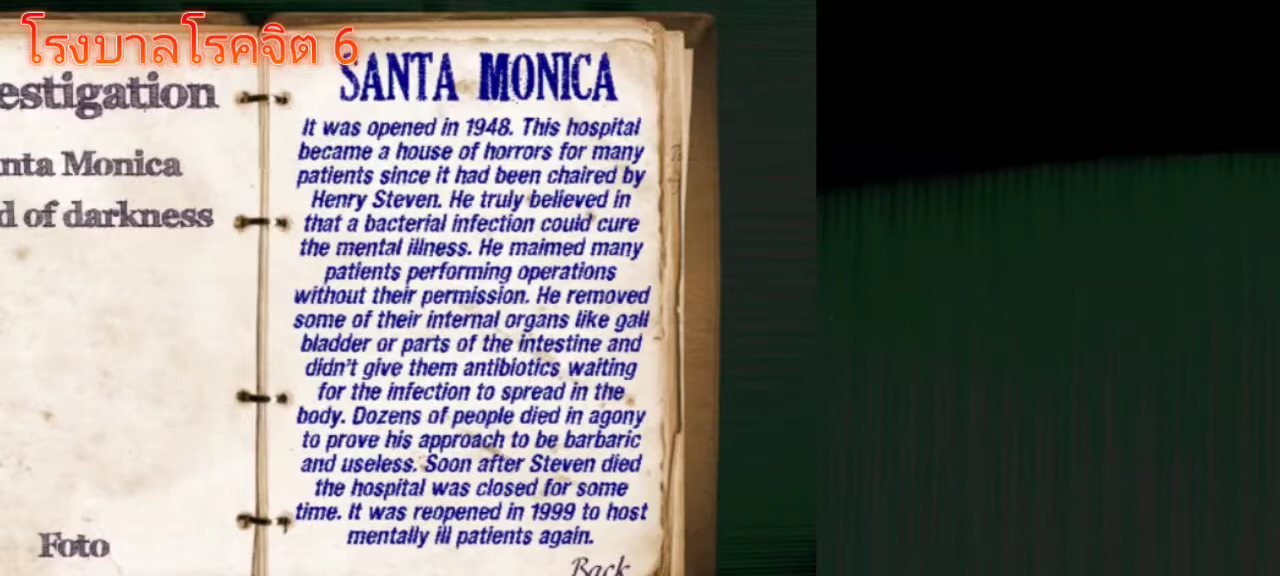 โรงบาลโรคจิต 6
estigation
nta Monica
d of darkness
Foto
SANTA MONICA
It was opened in 1948. This hospital
became a house of horrors for many
patients since it had been chaired by
Henry Steven. He truly believed in
that a bacterial infection could cure
the mental illness. He maimed many
patients performing operations
without their permission. He removed
some of their internal organs like gall
bladder or parts of the intestine and
didn't give them antibiotics waiting
for the infection to spread in the
body. Dozens of people died in agony
to prove his approach to be barbaric
and useless. Soon after Steven died
the hospital was closed for some
time. It was reopened in 1999 to host
mentally ill patients again.
Back